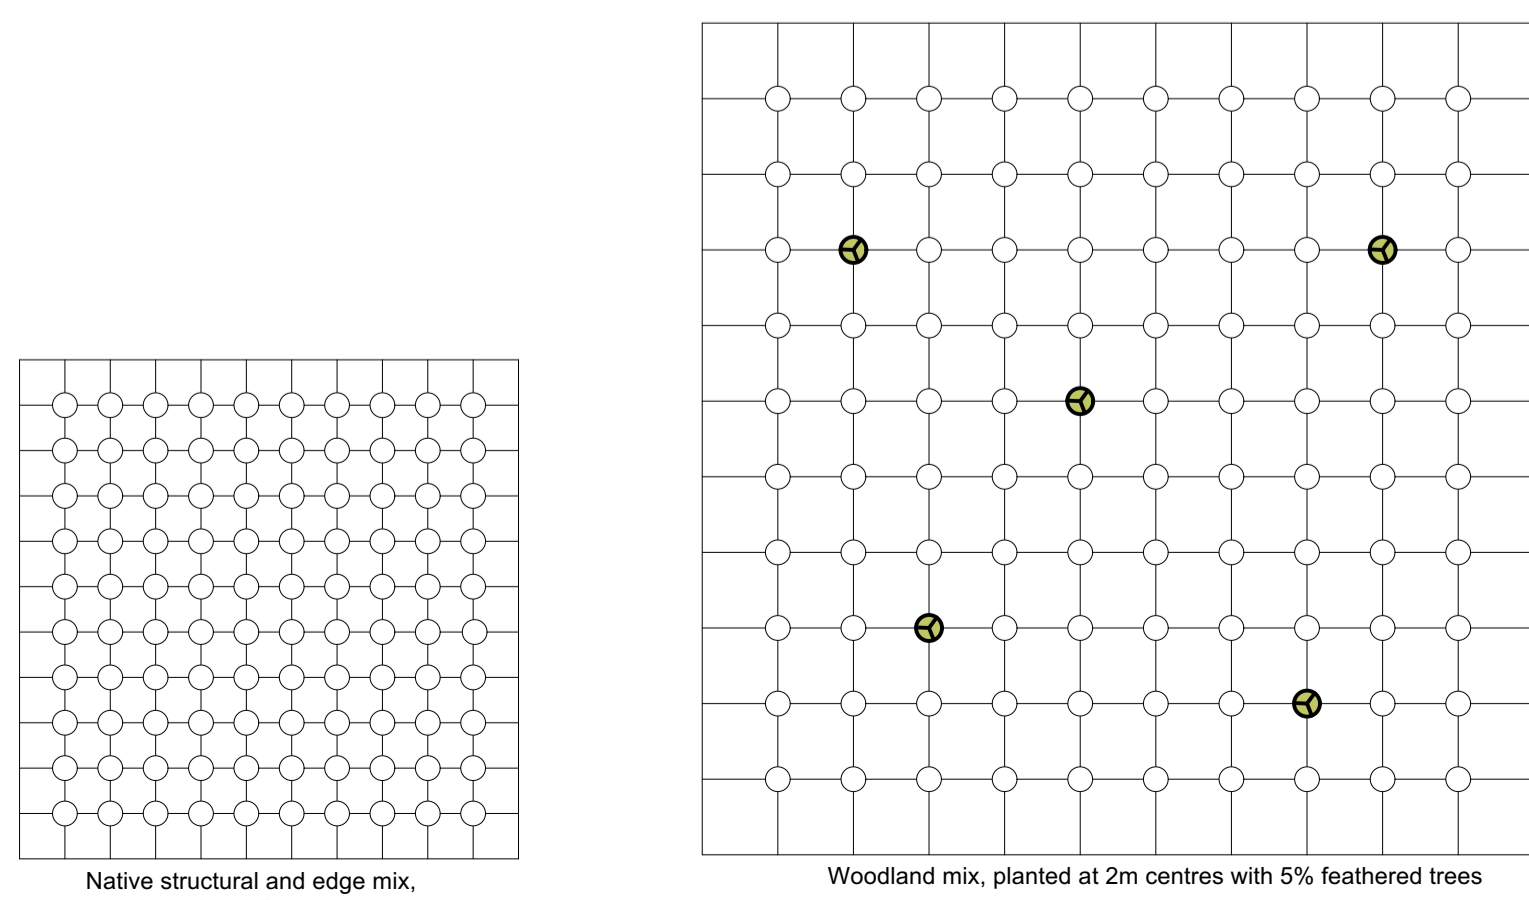 Native structural and edge mix,
Woodland mix, planted at 2m centres with 5% feathered trees